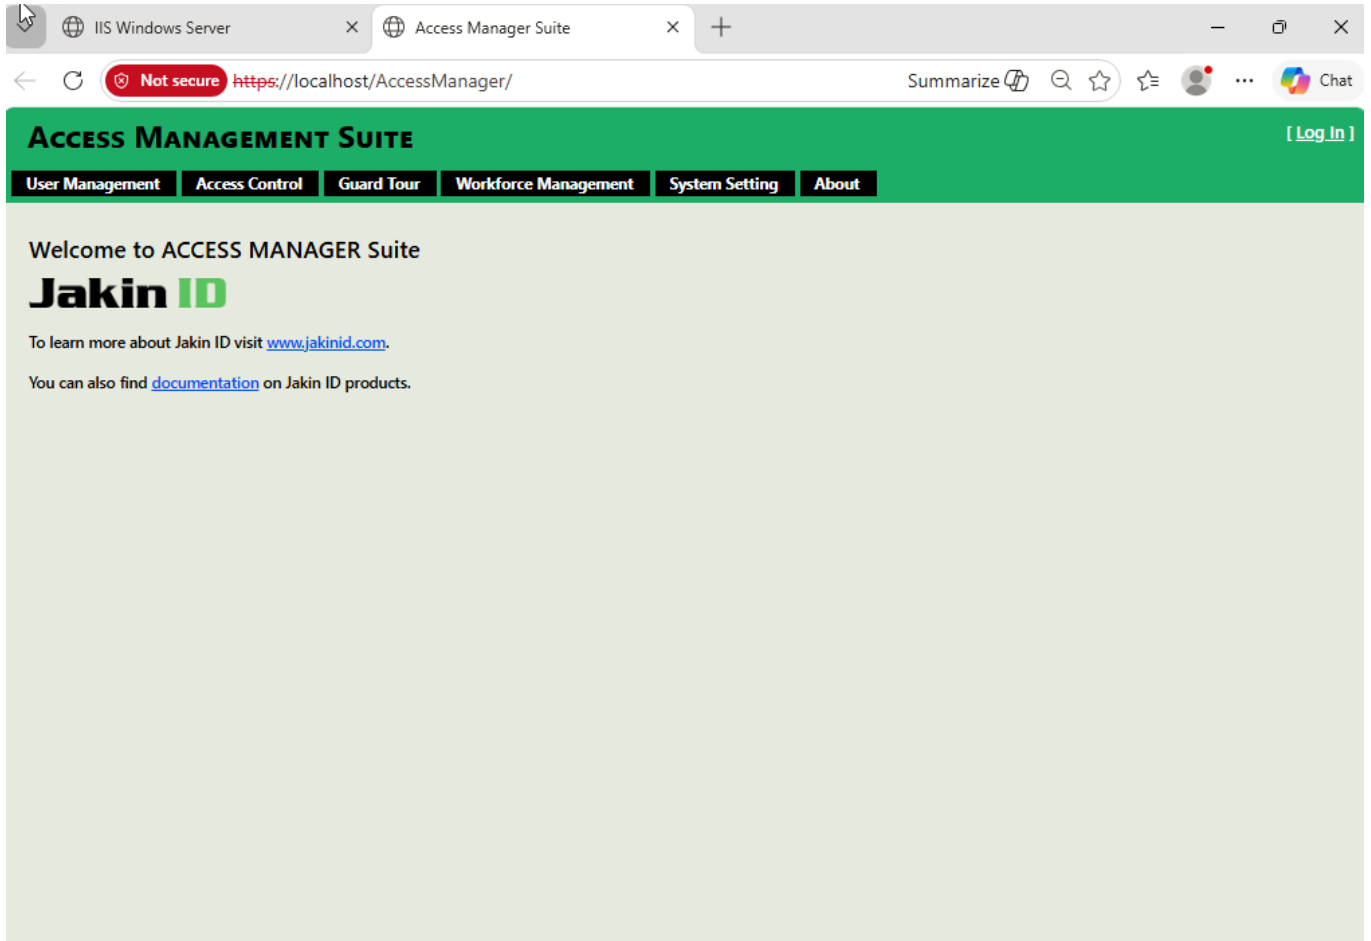 IIS Windows Server
Access Manager Suite
Not secure https://localhost/AccessManager/ Summarize Chat
ACCESS MANAGEMENT SUITE [ Log In ]
User Management Access Control Guard Tour Workforce Management System Setting About
Welcome to ACCESS MANAGER Suite
Jakin ID
To learn more about Jakin ID visit www.jakinid.com.
You can also find documentation on Jakin ID products.